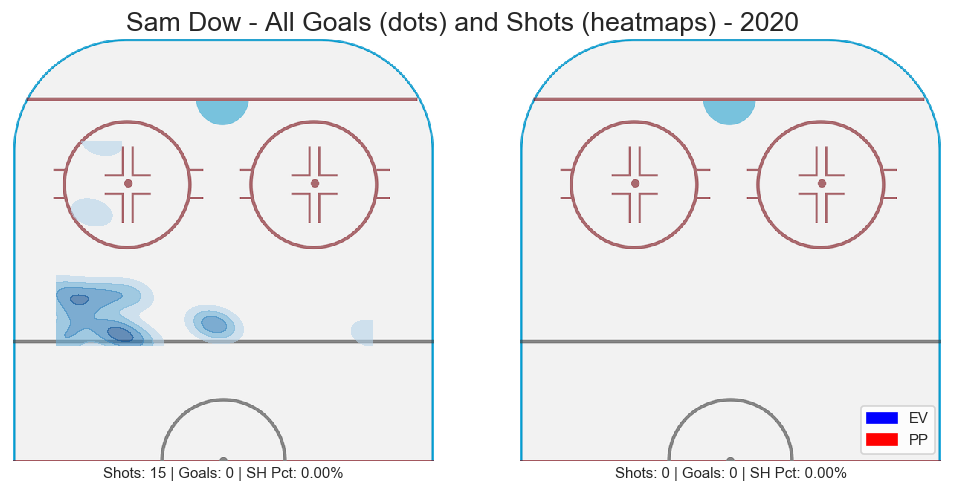 Sam Dow - All Goals (dots) and Shots (heatmaps) - 2020
EV
PP
Shots: 15 | Goals: 0 | SH Pct: 0.00%
Shots: 0 | Goals: 0 | SH Pct: 0.00%